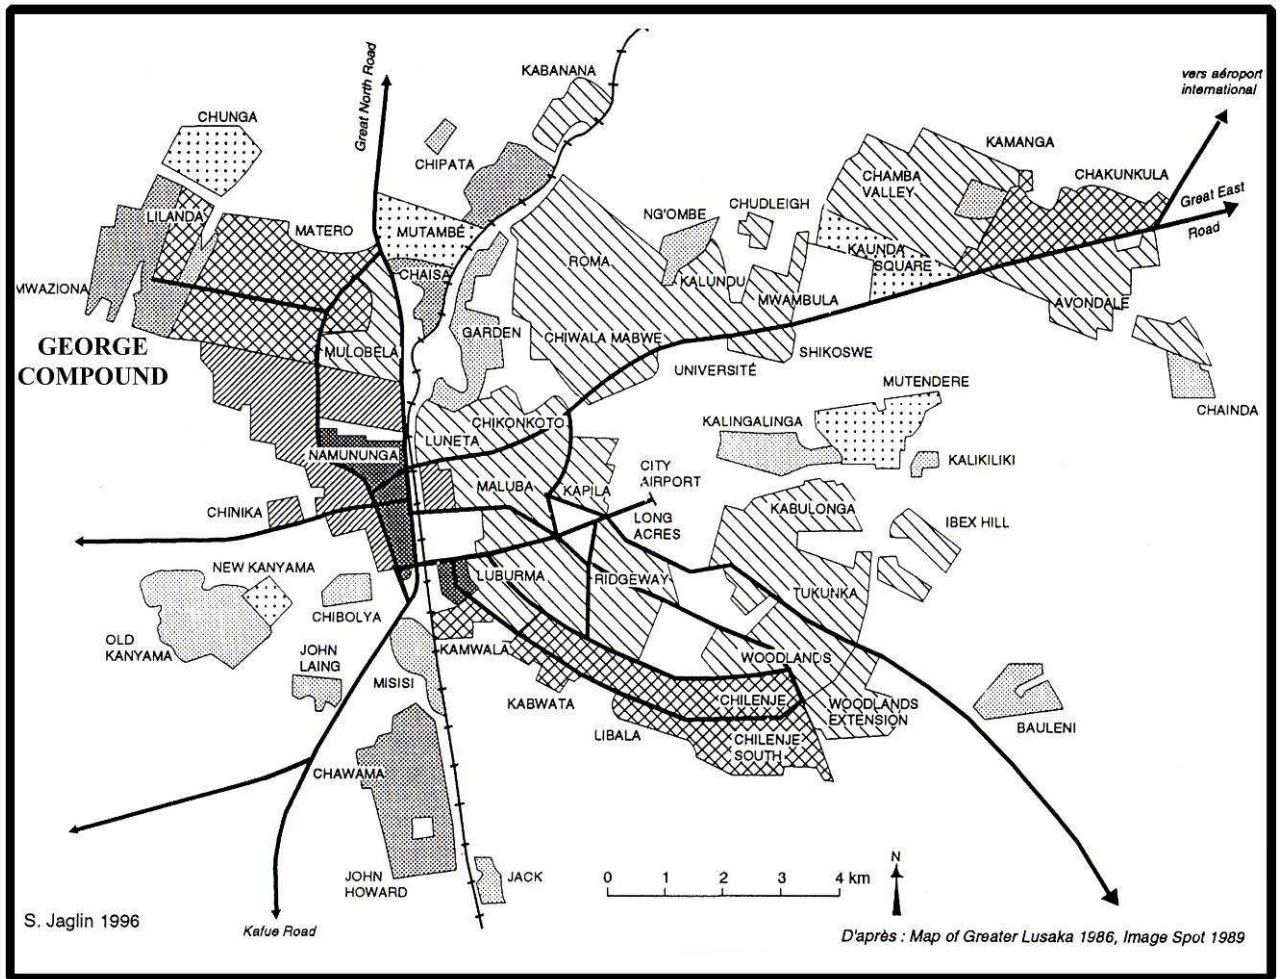 KABANANA
vers aéroport
international
Great North Road
CHUNGA
CHIPATA
KAMANGA
CHAMBA
VALLEY
CHAKUNKULA
Great East
Road
LILANDA
MATERO
MUTAMBÉ
NG'OMBE
CHUDLEIGH
KAUNDA
SQUARE
CHAISA
ROMA
KALUNDU
MWAZIONA
MWAMBULA
AVONDALE
GEORGE
COMPOUND
MULOBELA
GARDEN
CHIWALA MABWE
SHIKOSWE
UNIVERSITÉ
MUTENDERE
CHAINDA
CHIKONKOTO
KALINGALINGA
LUNETA
NAMUNUNGA
CITY
AIRPORT
KALIKILIKI
MALUBA
KAPILA
CHINIKA
LONG
ACRES
KABULONGA
IBEX HILL
NEW KANYAMA
LUBURMA
RIDGEWAY
TUKUNKA
CHIBOLYA
OLD
KANYAMA
JOHN
LAING
KAMWALA
WOODLANDS
MISISI
KABWATA
CHILENJE
WOODLANDS
EXTENSION
BAULENI
LIBALA
CHILENJE
SOUTH
CHAWAMA
JOHN
HOWARD
JACK
0 1 2 3 4 km
N
S. Jaglin 1996
Kafue Road
D'après : Map of Greater Lusaka 1986, Image Spot 1989